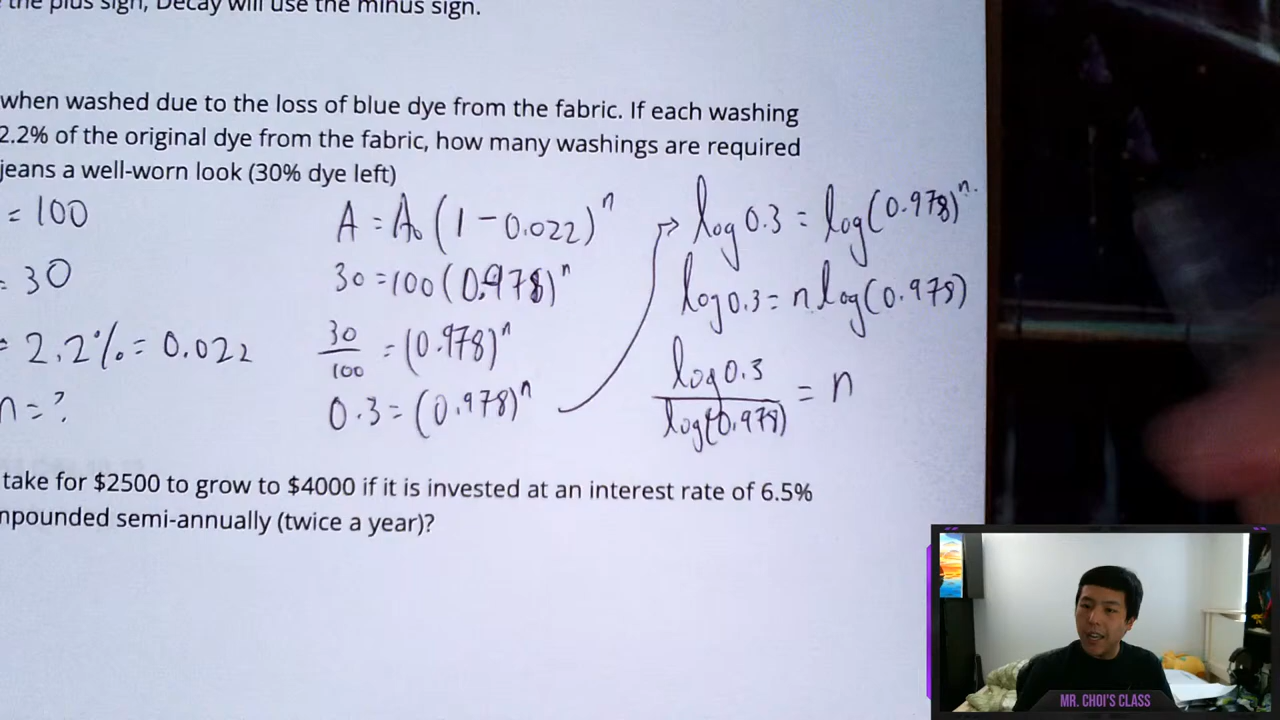 the plus sign, Decay will use the minus sign.
when washed due to the loss of blue dye from the fabric. If each washing
2.2% of the original dye from the fabric, how many washings are required
jeans a well-worn look (30% dye left)
= 100
= 30
= 2.2% = 0.022
n = ?
A = A₀ (1 - 0.022)ⁿ
30 = 100 (0.978)ⁿ
30/100 = (0.978)ⁿ
0.3 = (0.978)ⁿ
log 0.3 = log(0.978)ⁿ
log 0.3 = n log(0.978)
log 0.3 / log(0.978) = n
take for $2500 to grow to $4000 if it is invested at an interest rate of 6.5%
mpounded semi-annually (twice a year)?
MR. CHOI'S CLASS